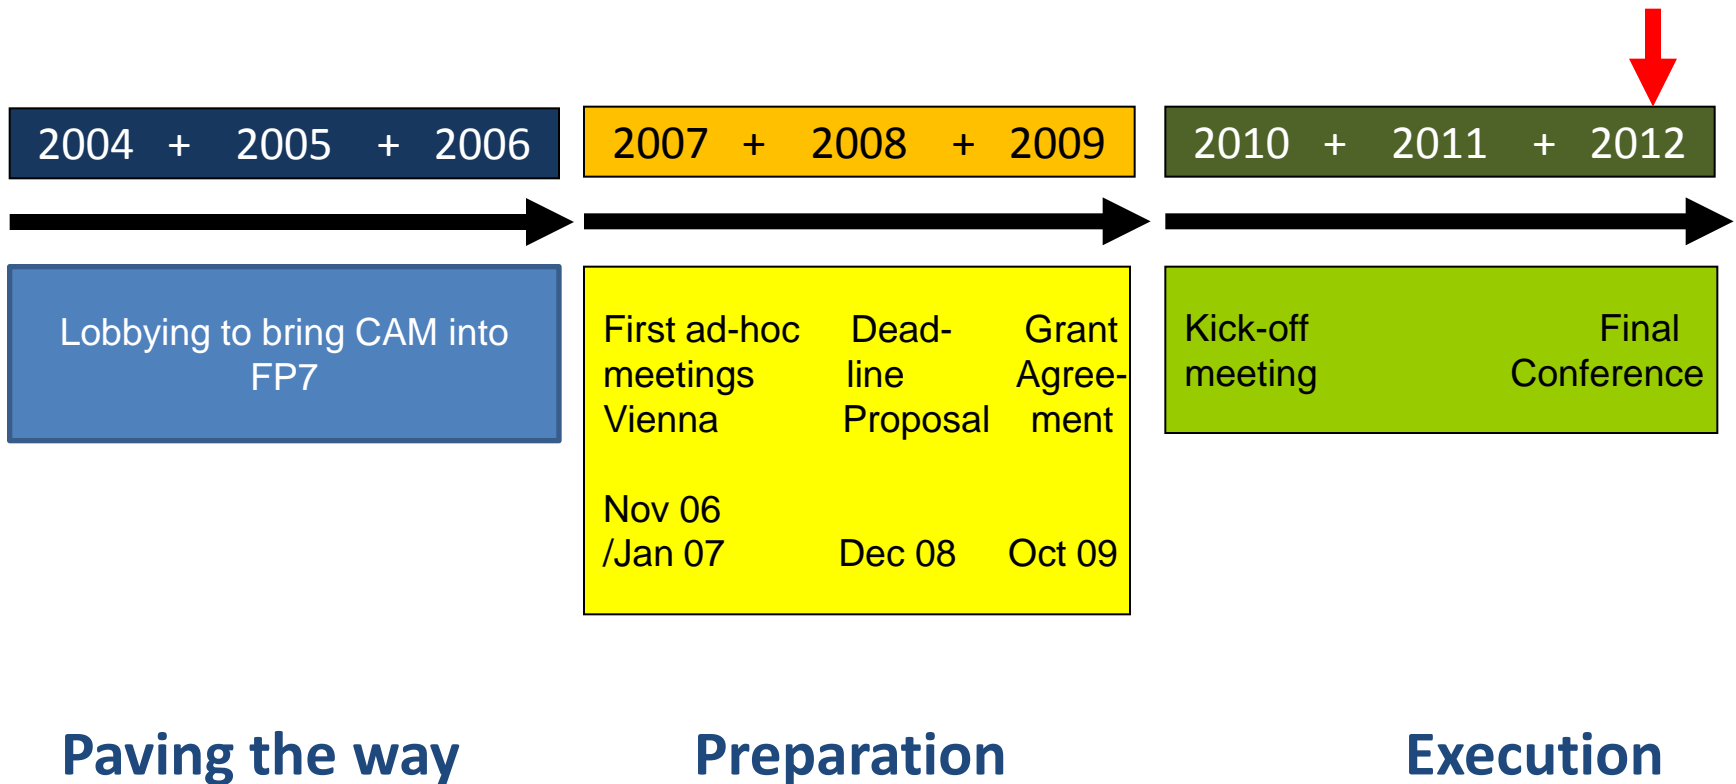 2004 + 2005 + 2006
2007 + 2008 + 2009
2010 + 2011 + 2012
Lobbying to bring CAM into
FP7
First ad-hoc Dead- Grant
meetings line Agree-
Vienna Proposal ment
Nov 06
/Jan 07 Dec 08 Oct 09
Kick-off Final
meeting Conference
Paving the way
Preparation
Execution